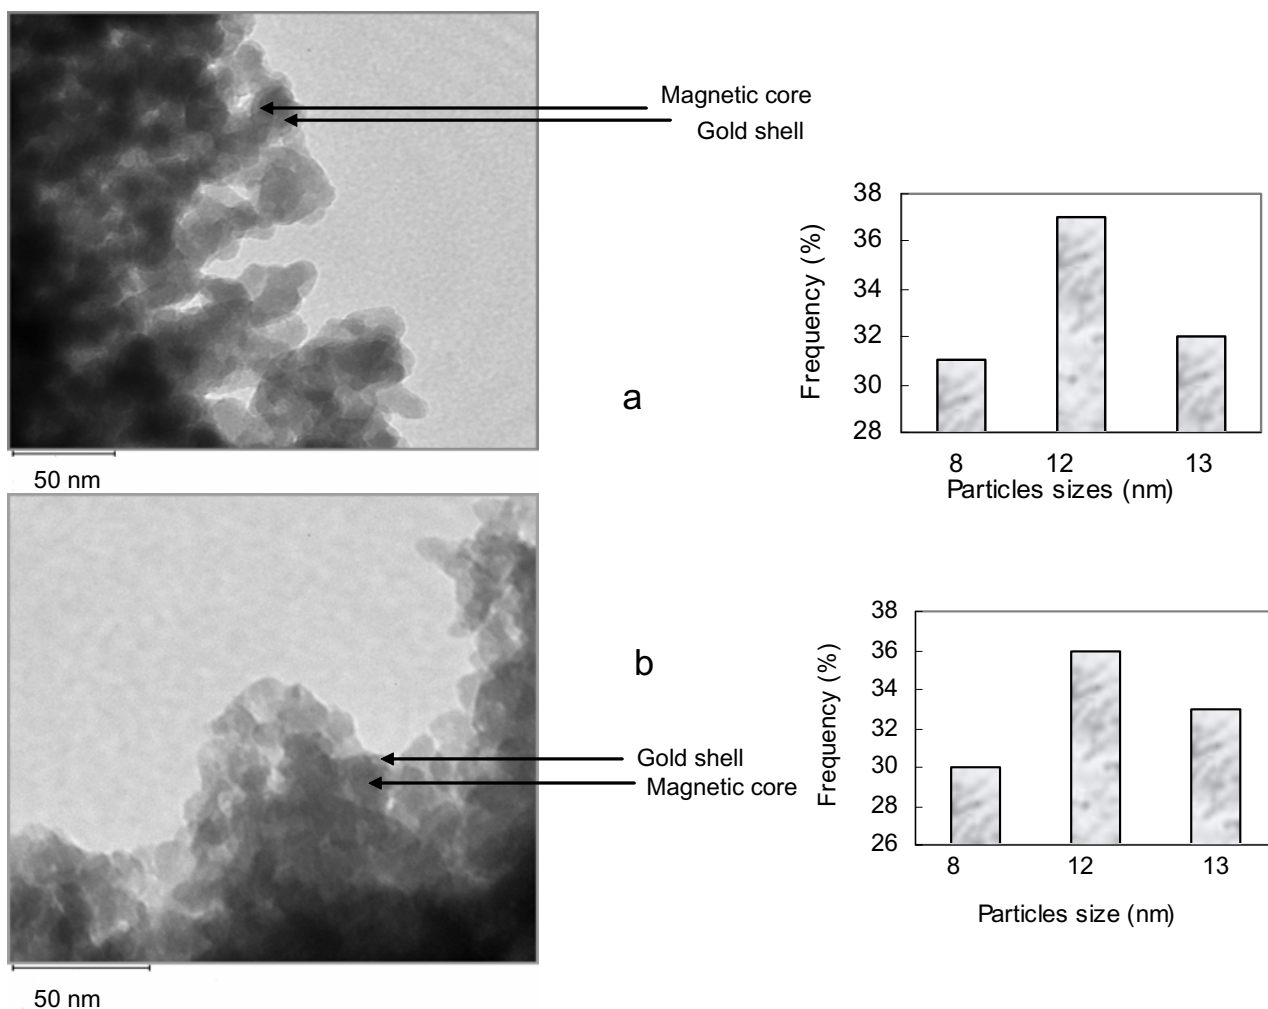 Magnetic core
Gold shell
a
50 nm
38
36
34
32
30
28
Frequency (%)
8 12 13
Particles sizes (nm)
b
Gold shell
Magnetic core
50 nm
38
36
34
32
30
28
26
Frequency (%)
8 12 13
Particles size (nm)